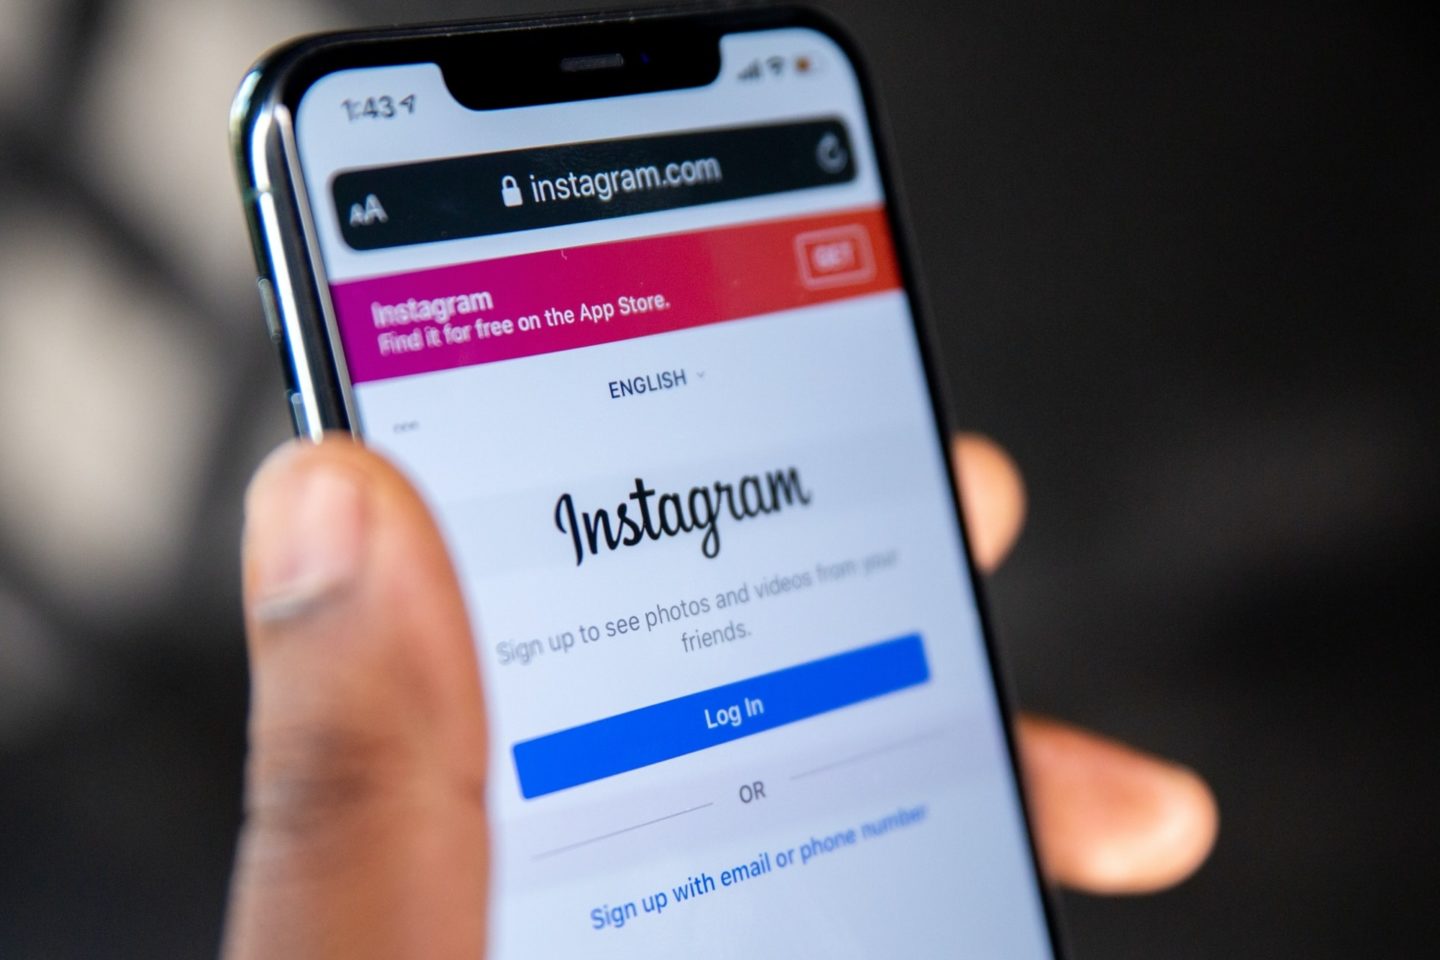 1:43
AA instagram.com
Instagram
Find it for free on the App Store.
GET
ENGLISH
Instagram
Sign up to see photos and videos from your
friends.
Log In
OR
Sign up with email or phone number